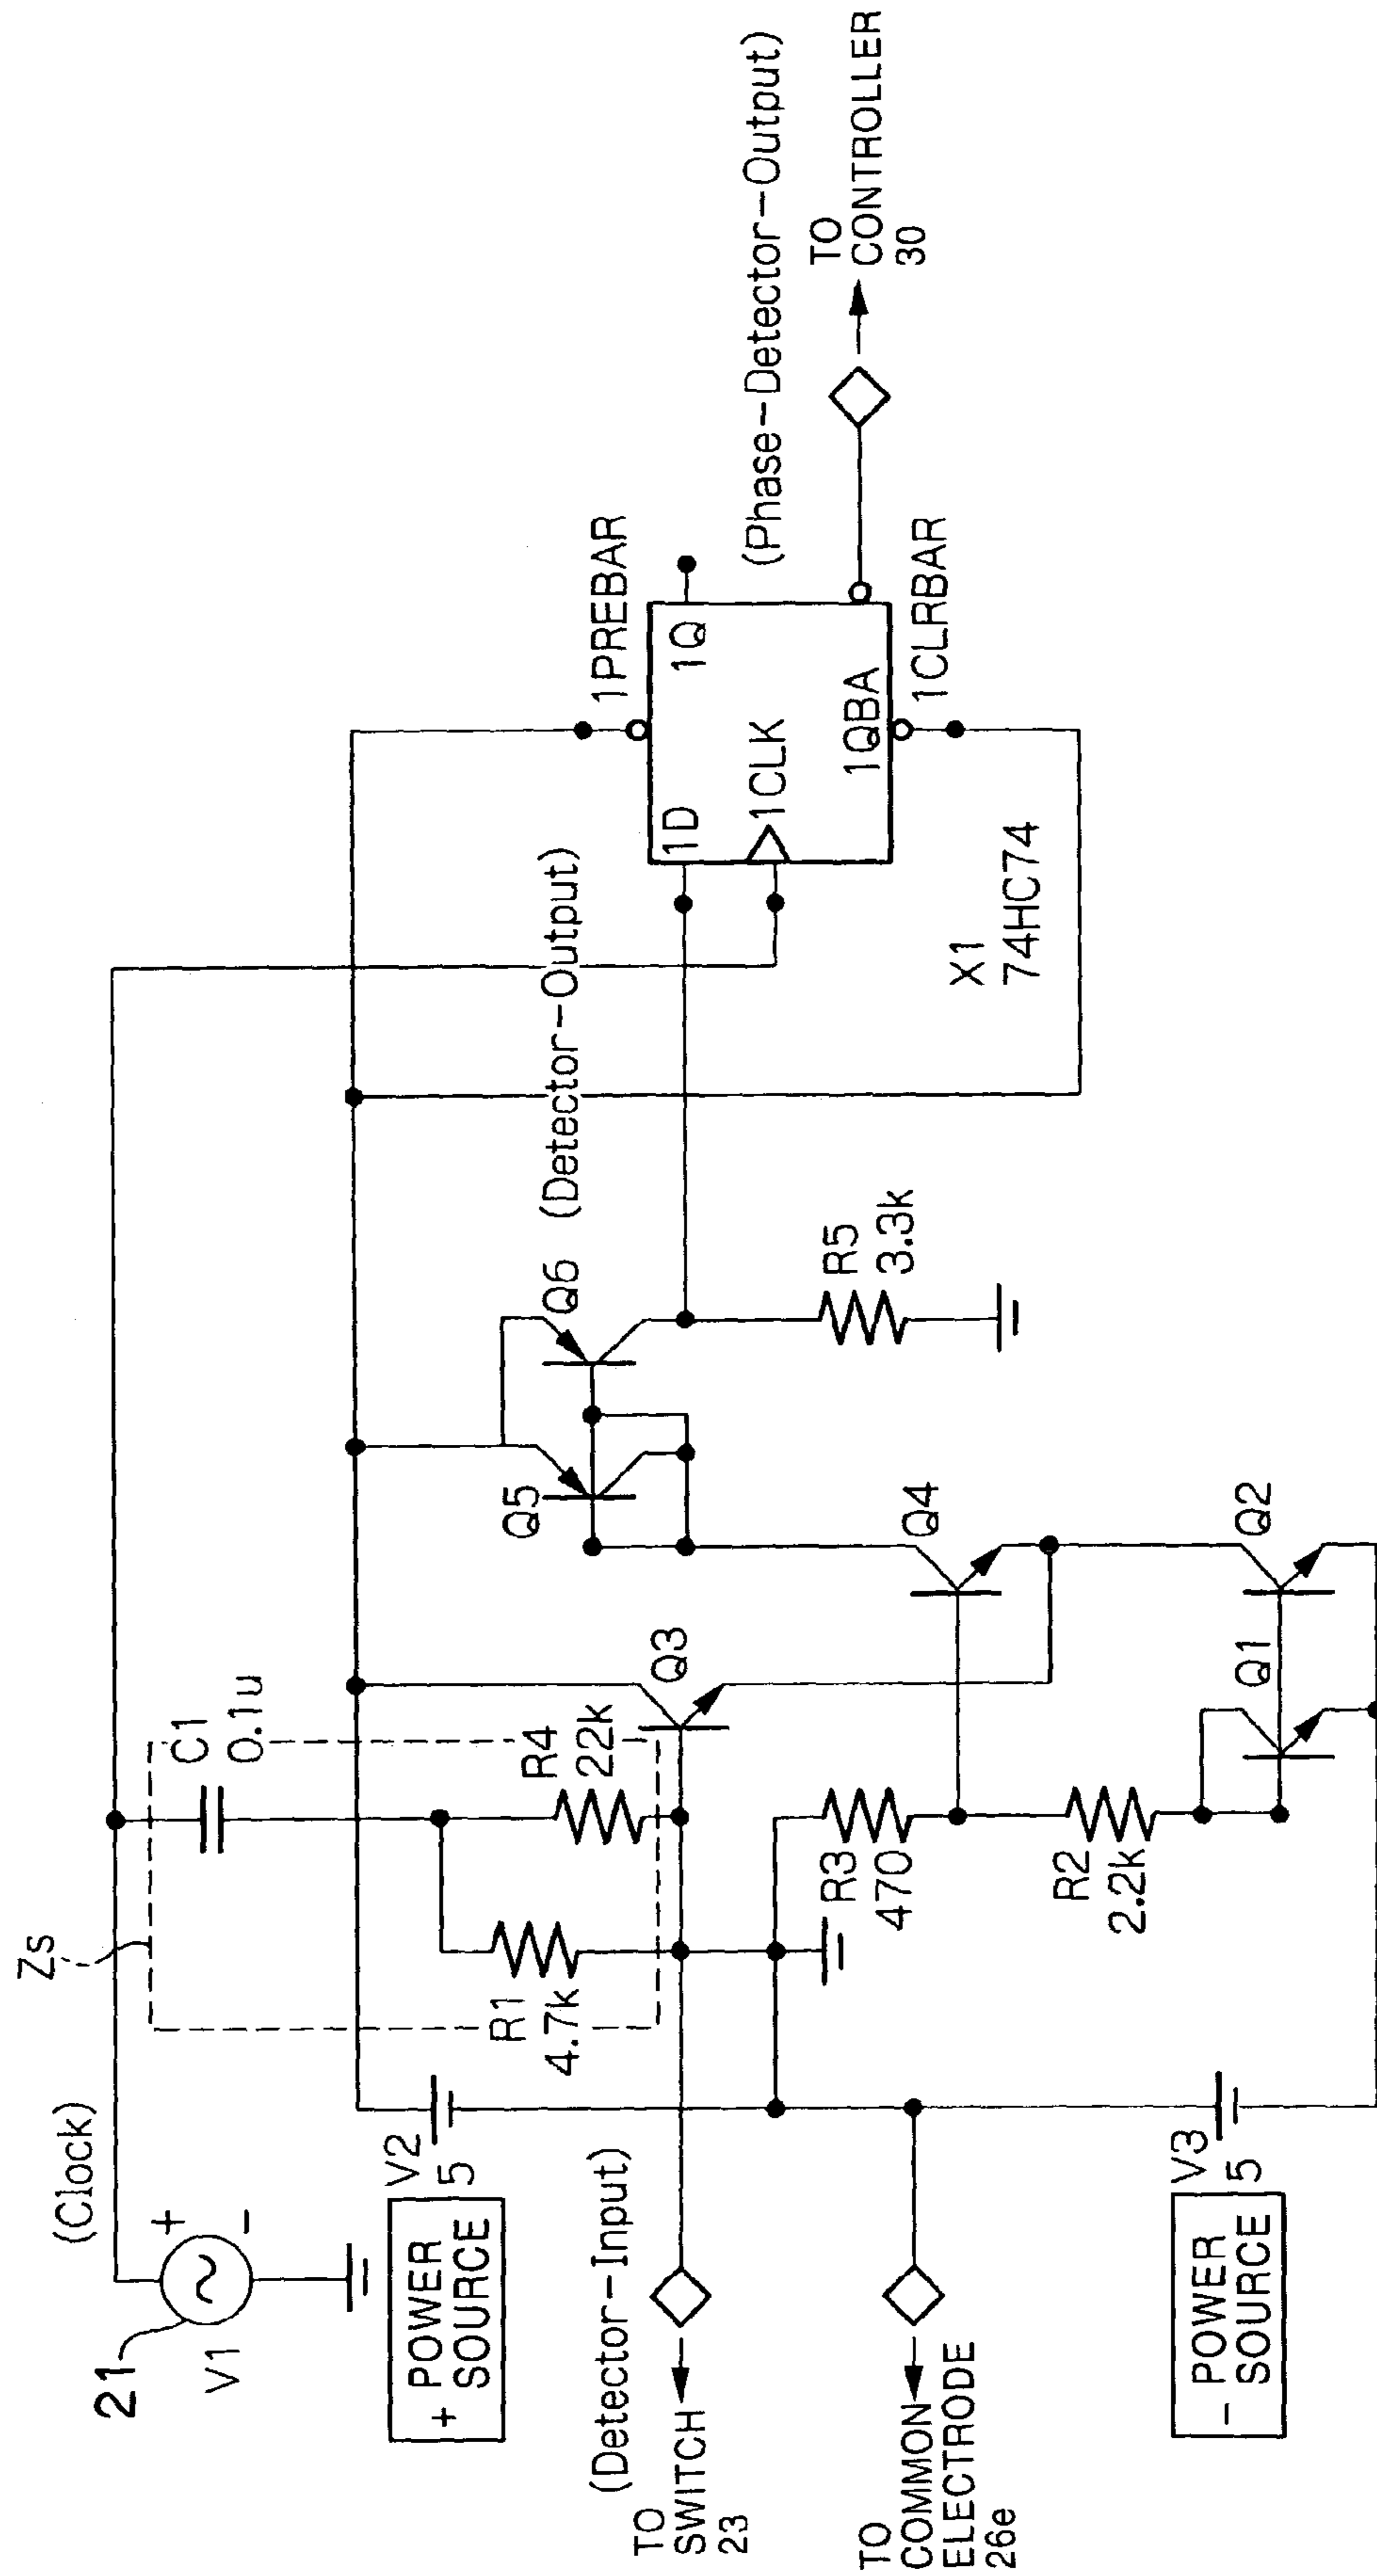 (Clock)
21
V1
+
-
Zs
C1
0.1u
R4
22k
R1
4.7k
+ POWER
SOURCE
V2
5
(Detector-Input)
TO
SWITCH
23
TO
COMMON
ELECTRODE
26e
- POWER
SOURCE
V3
5
R3
470
R2
2.2k
Q3
Q1
Q2
Q4
Q5
Q6
(Detector-Output)
R5
3.3k
1PREBAR
1D
1Q
1CLK
1QBA
1CLRBAR
X1
74HC74
(Phase-Detector-Output)
TO
CONTROLLER
30